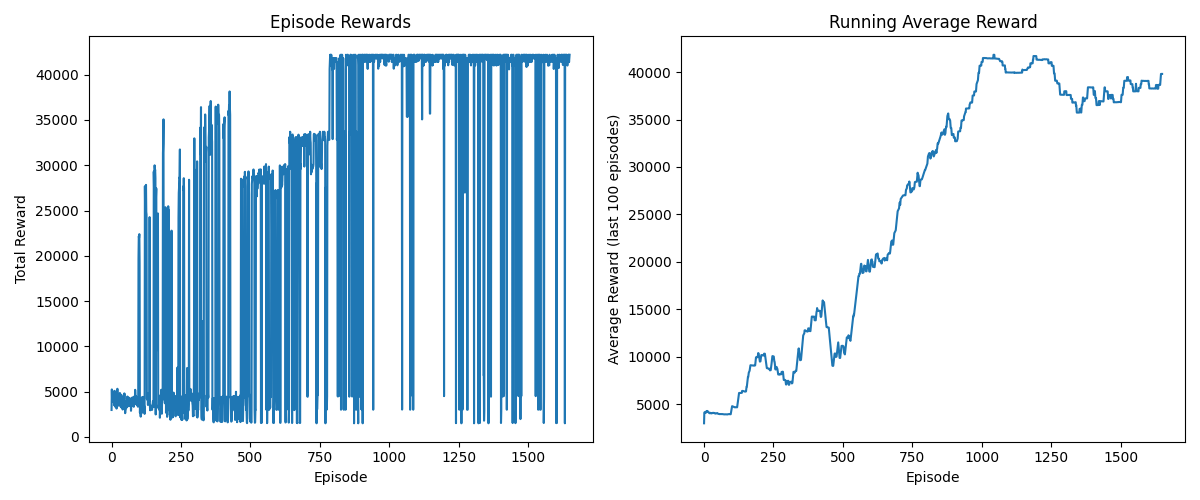 Episode Rewards
Total Reward
40000
35000
30000
25000
20000
15000
10000
5000
0
0 250 500 750 1000 1250 1500
Episode
Running Average Reward
Average Reward (last 100 episodes)
40000
35000
30000
25000
20000
15000
10000
5000
0 250 500 750 1000 1250 1500
Episode